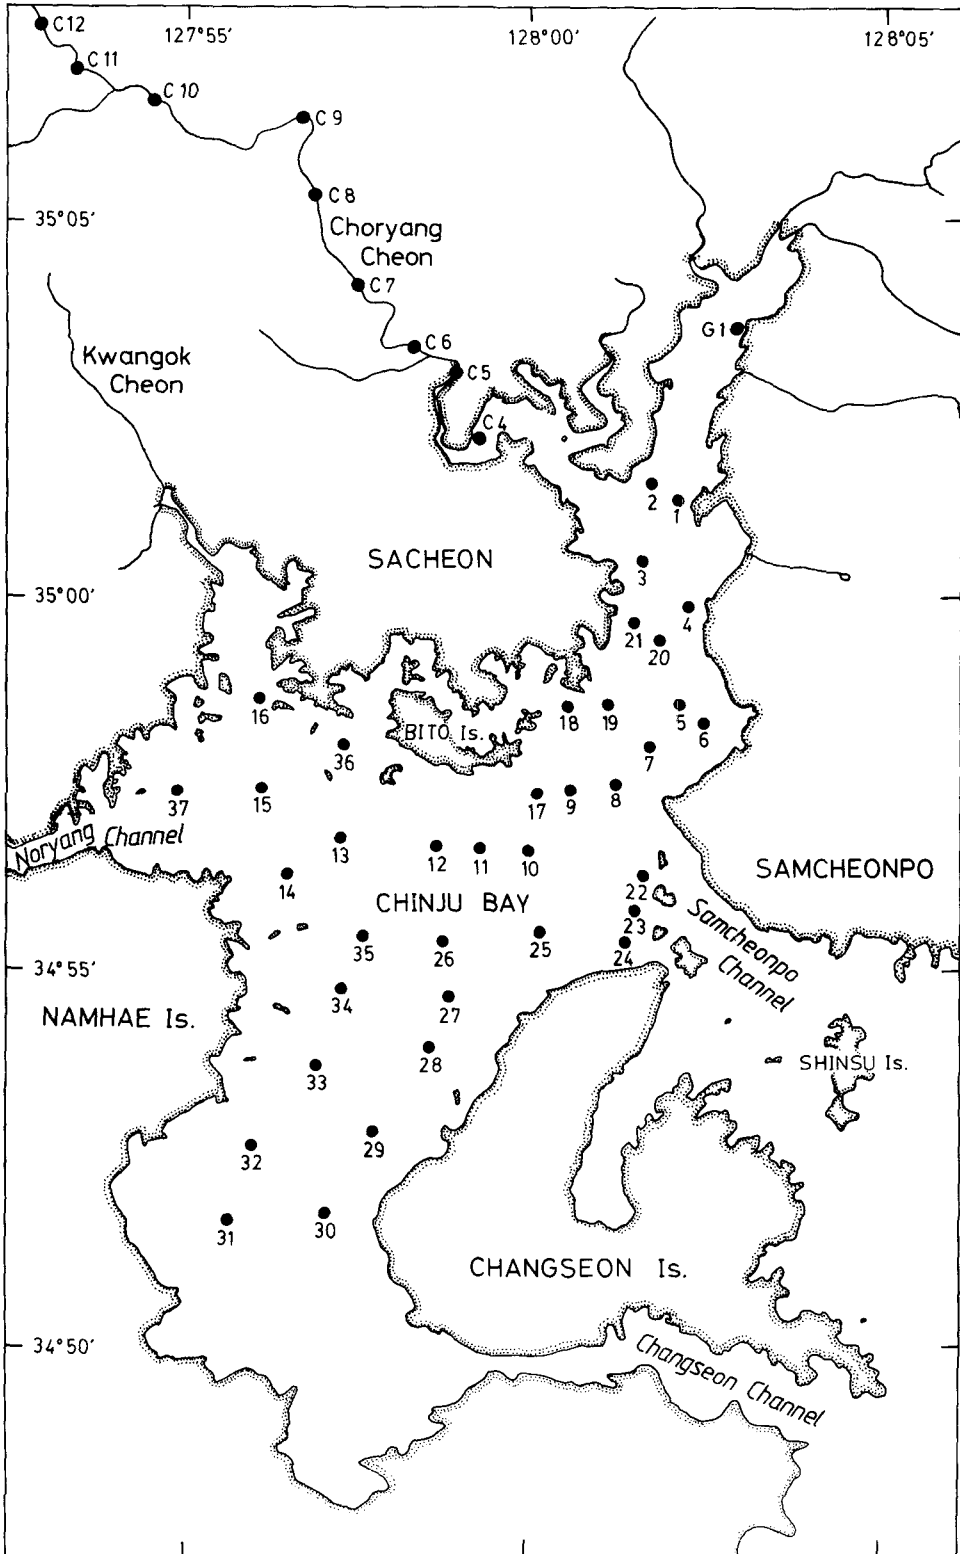 C12
127°55'
128°00'
128°05'
C11
C10
C9
C8
35°05'
Choryang
Cheon
C7
G1
C6
Kwangok
Cheon
C5
C4
2
1
SACHEON
3
35°00'
4
21
20
16
18
19
5
6
BITO Is.
36
7
37
15
17
9
8
Noryang Channel
13
12
11
10
14
22
SAMCHEONPO
CHINJU BAY
23
Samcheonpo
Channel
35
26
25
24
34°55'
34
27
NAMHAE Is.
28
33
SHINSU Is.
32
29
31
30
CHANGSEON Is.
34°50'
Changseon Channel